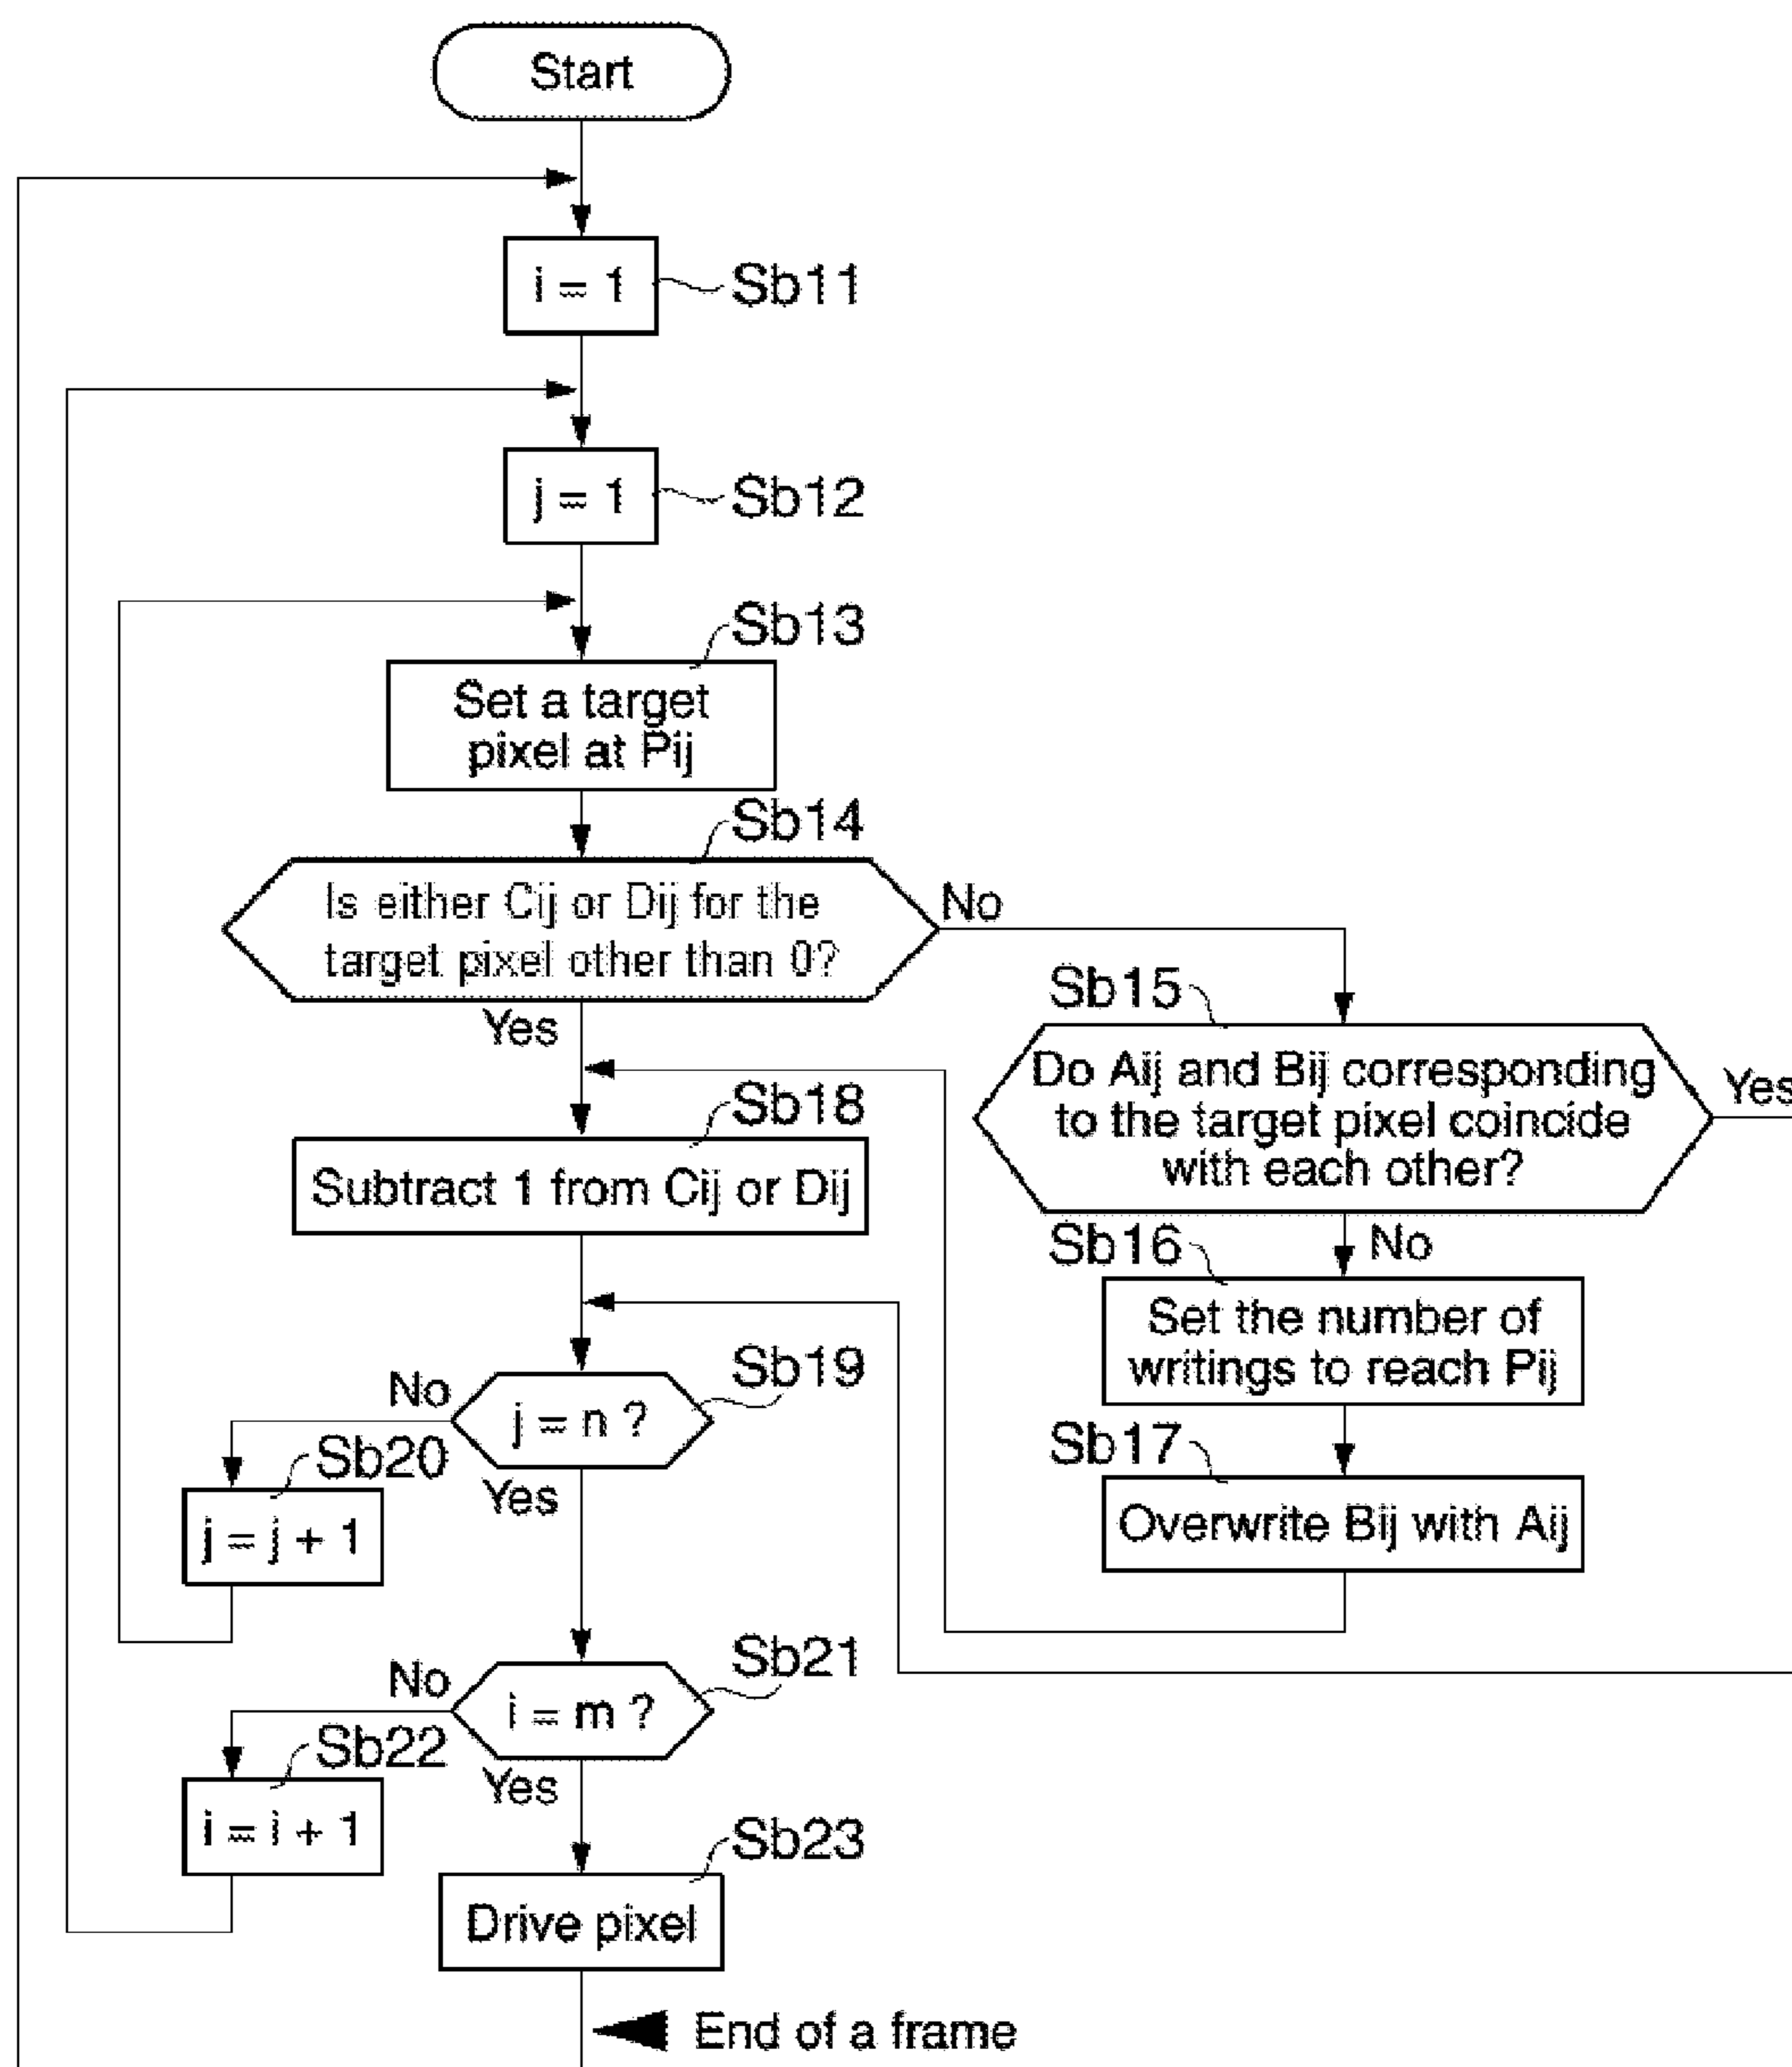 Start
i = 1
Sb11
j = 1
Sb12
Sb13
Set a target
pixel at Pij
Sb14
Is either Cij or Dij for the
target pixel other than 0?
No
Yes
Sb15
Do Aij and Bij corresponding
to the target pixel coincide
with each other?
Yes
No
Sb16
Set the number of
writings to reach Pij
Sb17
Overwrite Bij with Aij
Sb18
Subtract 1 from Cij or Dij
Sb19
j = n ?
No
Yes
Sb20
j = j + 1
Sb21
i = m ?
No
Yes
Sb22
i = i + 1
Sb23
Drive pixel
End of a frame